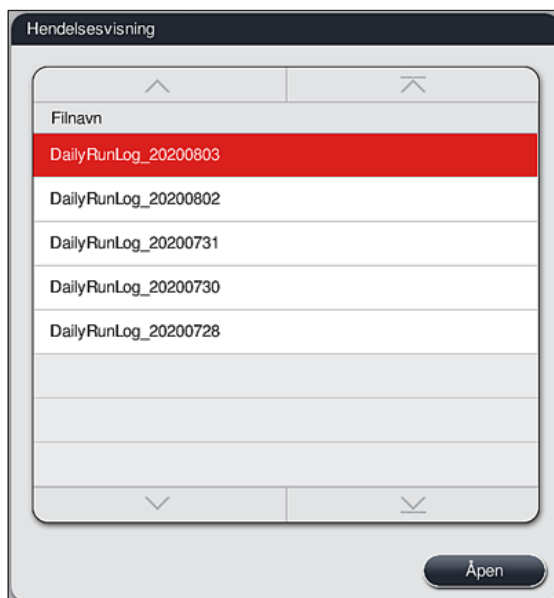 Hendelsesvisning
Filnavn
DailyRunLog_20200803
DailyRunLog_20200802
DailyRunLog_20200731
DailyRunLog_20200730
DailyRunLog_20200728
Åpen